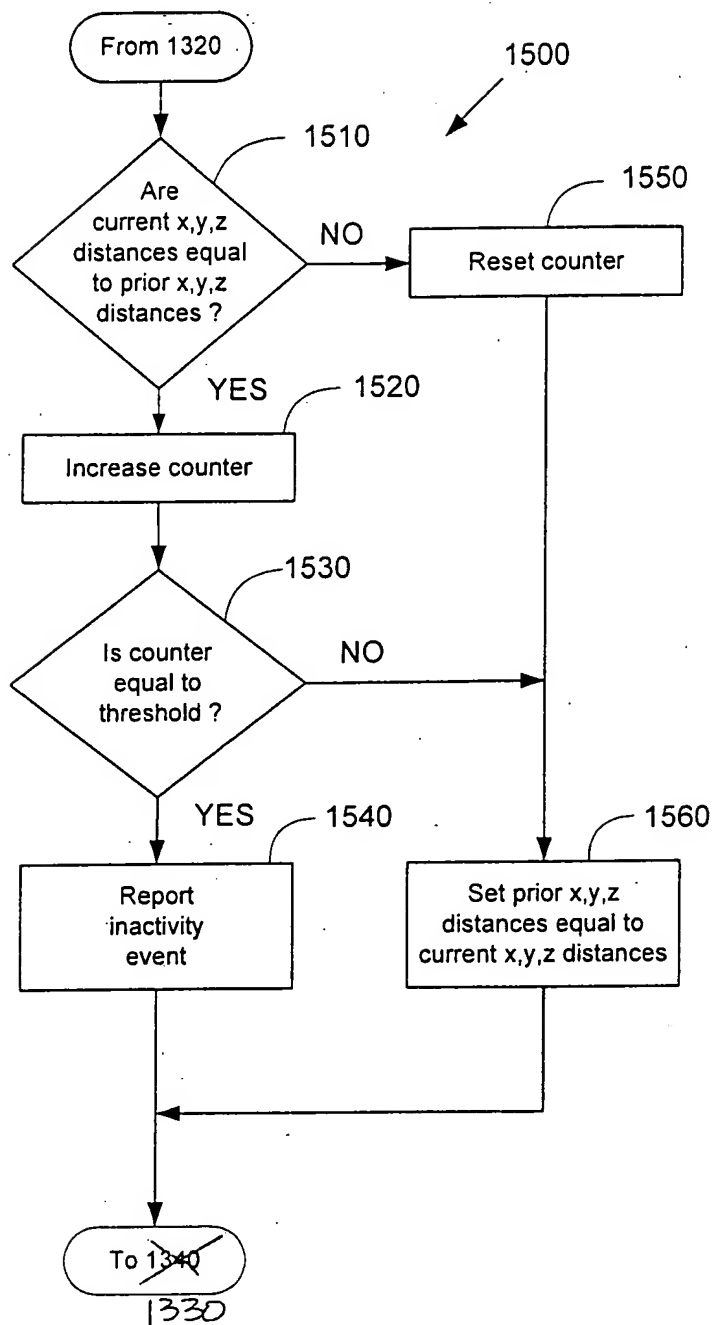 From 1320
1500
1510
Are
current x,y,z
distances equal
to prior x,y,z
distances ?
NO
1550
Reset counter
YES
1520
Increase counter
1530
Is counter
equal to
threshold ?
NO
YES
1540
Report
inactivity
event
1560
Set prior x,y,z
distances equal to
current x,y,z distances
To 1340
1330